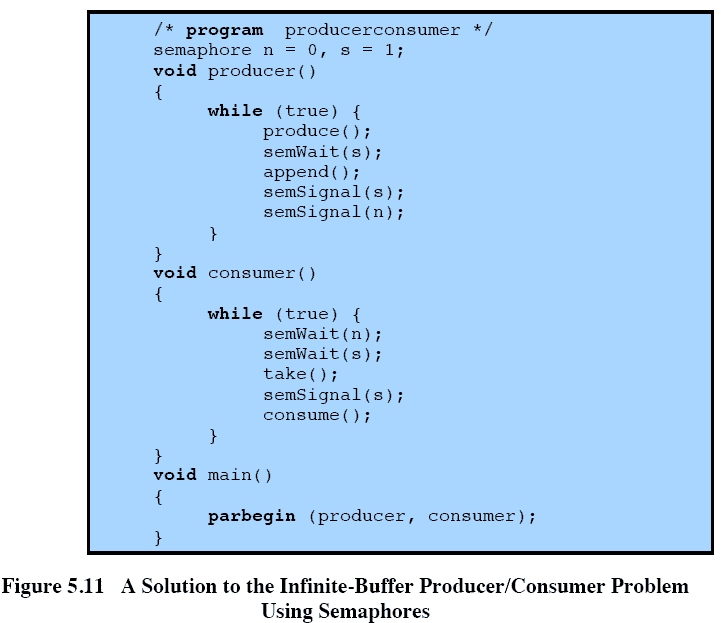 /* program producerconsumer */
semaphore n = 0, s = 1;
void producer()
{
while (true) {
produce();
semWait(s);
append();
semSignal(s);
semSignal(n);
}
}
void consumer()
{
while (true) {
semWait(n);
semWait(s);
take();
semSignal(s);
consume();
}
}
void main()
{
parbegin (producer, consumer);
}
Figure 5.11 A Solution to the Infinite-Buffer Producer/Consumer Problem
Using Semaphores